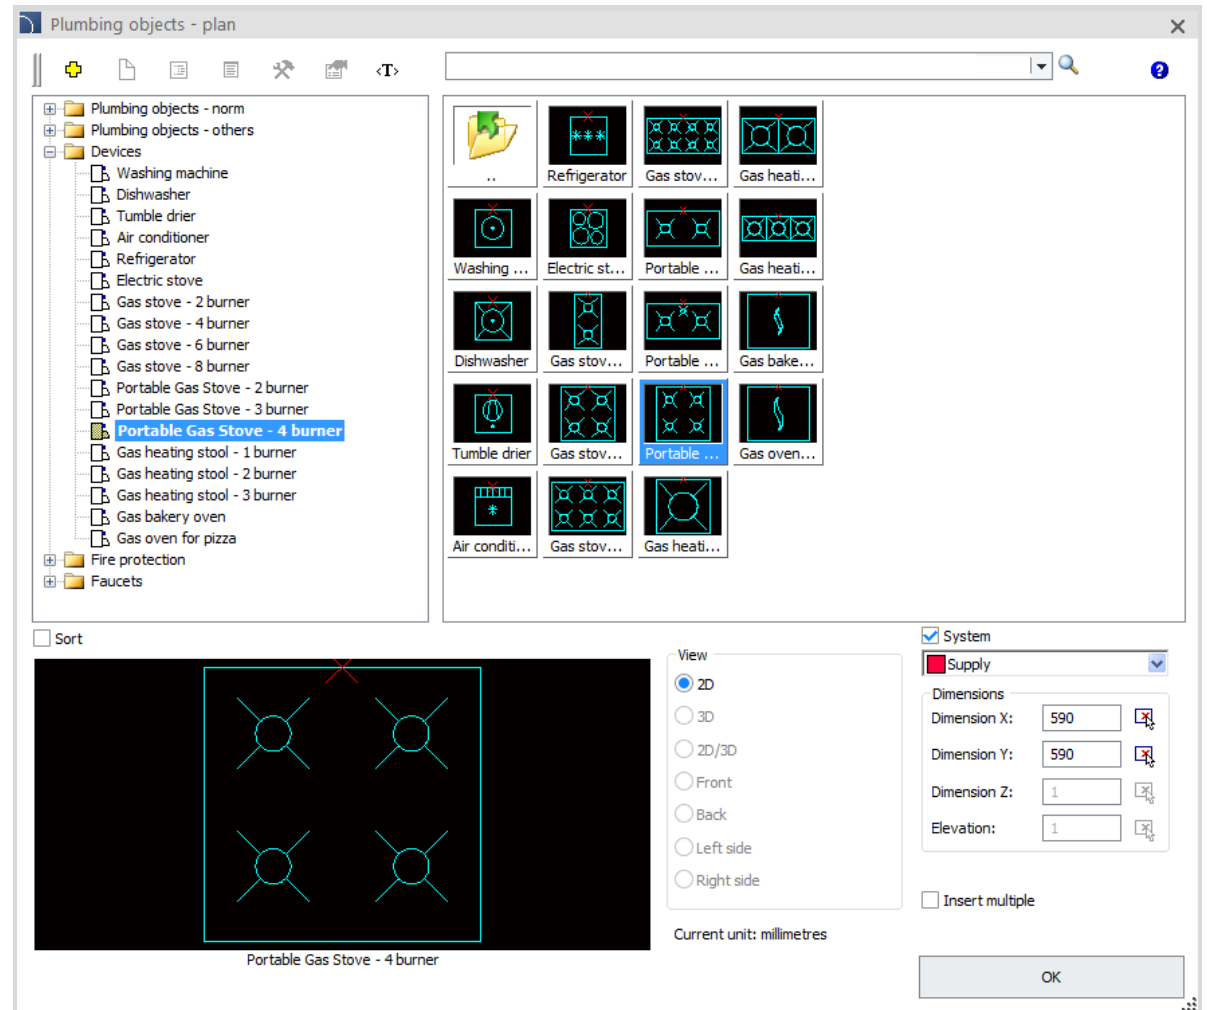 Plumbing objects - plan
<T>
Plumbing objects - norm
Plumbing objects - others
Devices
Washing machine
Dishwasher
Tumble drier
Air conditioner
Refrigerator
Electric stove
Gas stove - 2 burner
Gas stove - 4 burner
Gas stove - 6 burner
Gas stove - 8 burner
Portable Gas Stove - 2 burner
Portable Gas Stove - 3 burner
Portable Gas Stove - 4 burner
Gas heating stool - 1 burner
Gas heating stool - 2 burner
Gas heating stool - 3 burner
Gas bakery oven
Gas oven for pizza
Fire protection
Faucets
.. Refrigerator Gas stov... Gas heati...
Washing ... Electric st... Portable ... Gas heati...
Dishwasher Gas stov... Portable ... Gas bake...
Tumble drier Gas stov... Portable ... Gas oven...
Air conditi... Gas stov... Gas heati...
Sort
Portable Gas Stove - 4 burner
View
2D
3D
2D/3D
Front
Back
Left side
Right side
Current unit: millimetres
System
Supply
Dimensions
Dimension X: 590
Dimension Y: 590
Dimension Z: 1
Elevation: 1
Insert multiple
OK